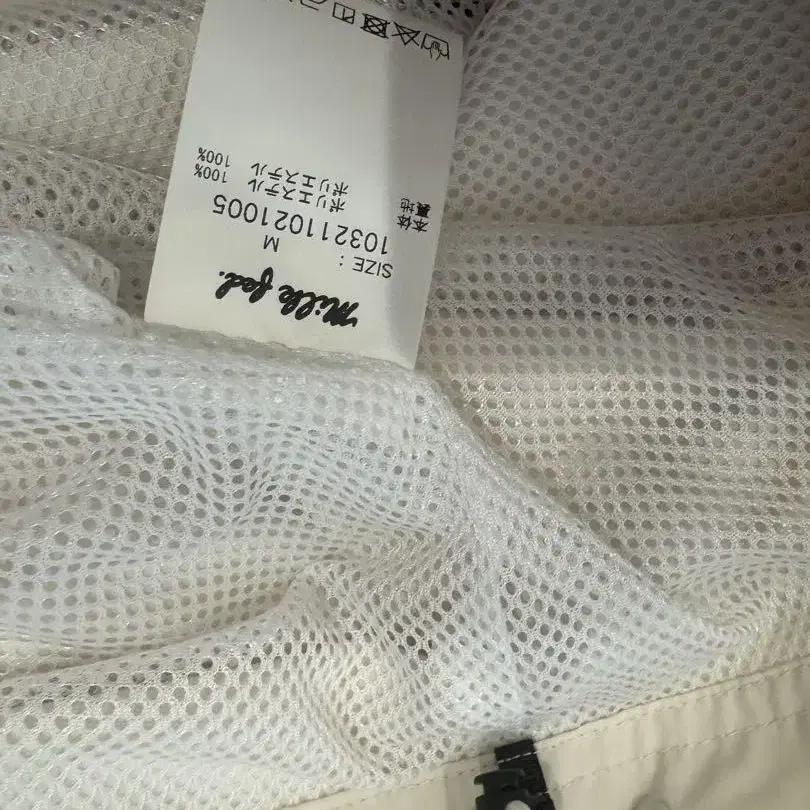 milk fed.
SIZE : M
103211021005
本体 ポリエステル 100%
裏地 ポリエステル 100%